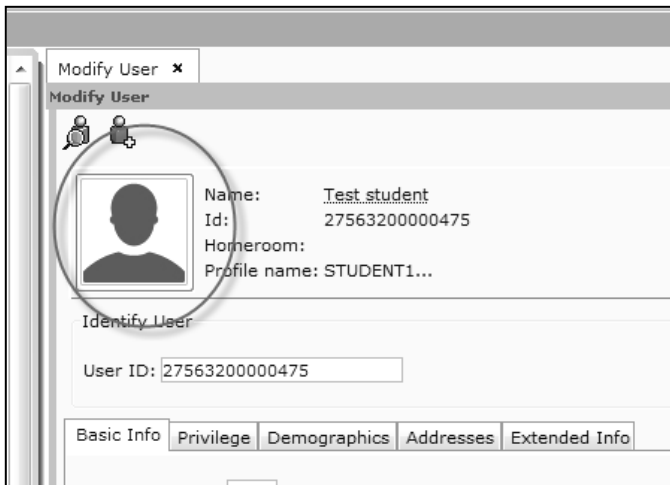 Modify User ×
Modify User
Name: Test student
Id: 27563200000475
Homeroom:
Profile name: STUDENT1...
Identify User
User ID: 27563200000475
Basic Info Privilege Demographics Addresses Extended Info